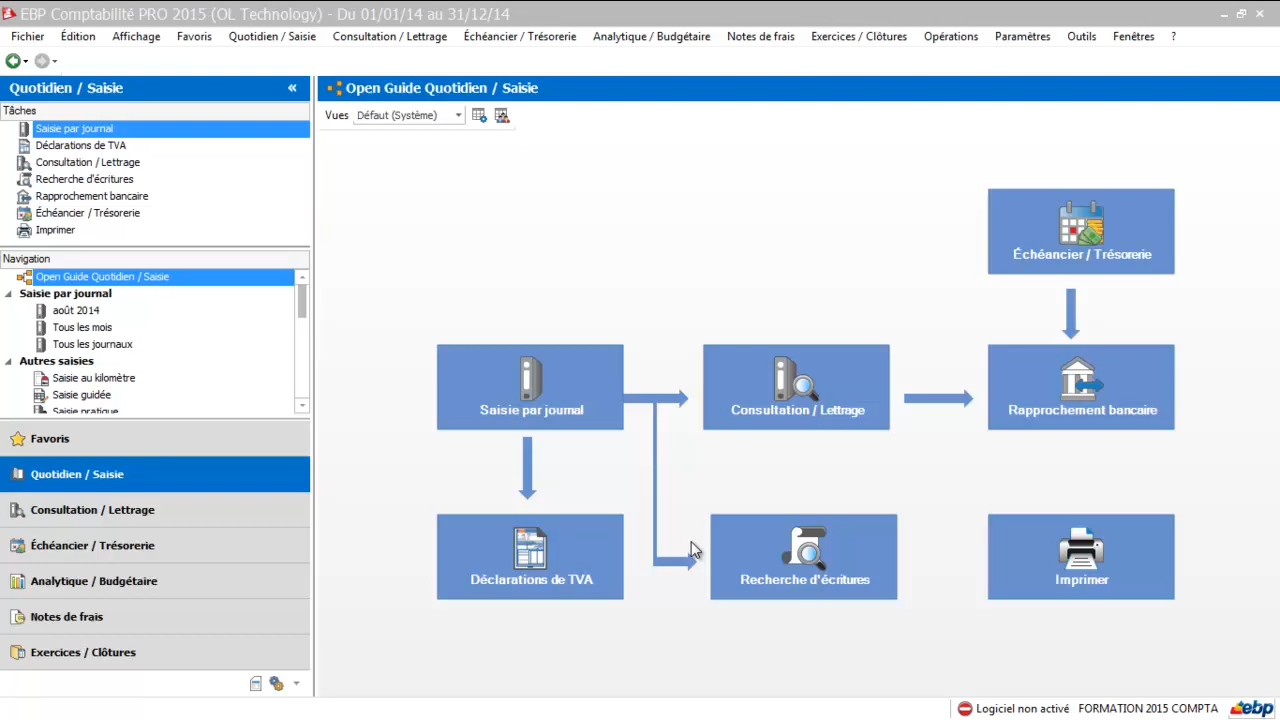 EBP Comptabilité PRO 2015 (OL Technology) - Du 01/01/14 au 31/12/14
Fichier Édition Affichage Favoris Quotidien / Saisie Consultation / Lettrage Échéancier / Trésorerie Analytique / Budgétaire Notes de frais Exercices / Clôtures Opérations Paramètres Outils Fenêtres ?
Quotidien / Saisie «
Tâches
Saisie par journal
Déclarations de TVA
Consultation / Lettrage
Recherche d'écritures
Rapprochement bancaire
Échéancier / Trésorerie
Imprimer
Navigation
Open Guide Quotidien / Saisie
Saisie par journal
août 2014
Tous les mois
Tous les journaux
Autres saisies
Saisie au kilomètre
Saisie guidée
Saisie pratique
Favoris
Quotidien / Saisie
Consultation / Lettrage
Échéancier / Trésorerie
Analytique / Budgétaire
Notes de frais
Exercices / Clôtures
Open Guide Quotidien / Saisie
Vues Défaut (Système)
Échéancier / Trésorerie
Saisie par journal
Consultation / Lettrage
Rapprochement bancaire
Déclarations de TVA
Recherche d'écritures
Imprimer
Logiciel non activé FORMATION 2015 COMPTA ebp